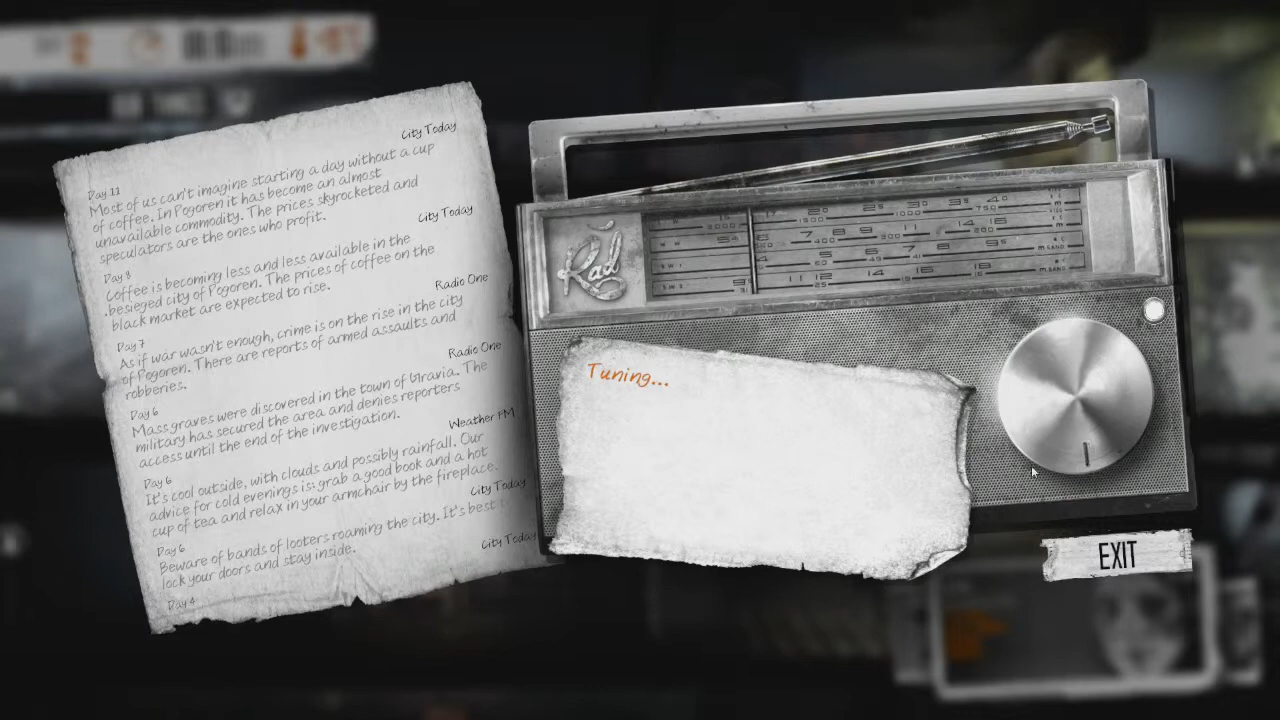 City Today
Day 11
Most of us can't imagine starting a day without a cup
of coffee. In Pogoren it has become an almost
unavailable commodity. The prices skyrocketed and
speculators are the ones who profit.
City Today
Day 8
Coffee is becoming less and less available in the
besieged city of Pogoren. The prices of coffee on the
black market are expected to rise.
Radio One
Day 7
As if war wasn't enough, crime is on the rise in the city
of Pogoren. There are reports of armed assaults and
robberies.
Radio One
Day 6
Mass graves were discovered in the town of Gravia. The
military has secured the area and denies reporters
access until the end of the investigation.
Weather FM
Day 6
It's cool outside, with clouds and possibly rainfall. Our
advice for cold evenings is: grab a good book and a hot
cup of tea and relax in your armchair by the fireplace.
City Today
Day 6
Beware of bands of looters roaming the city. It's best t
lock your doors and stay inside.
City Today
Day 4
Rad
Tuning...
EXIT